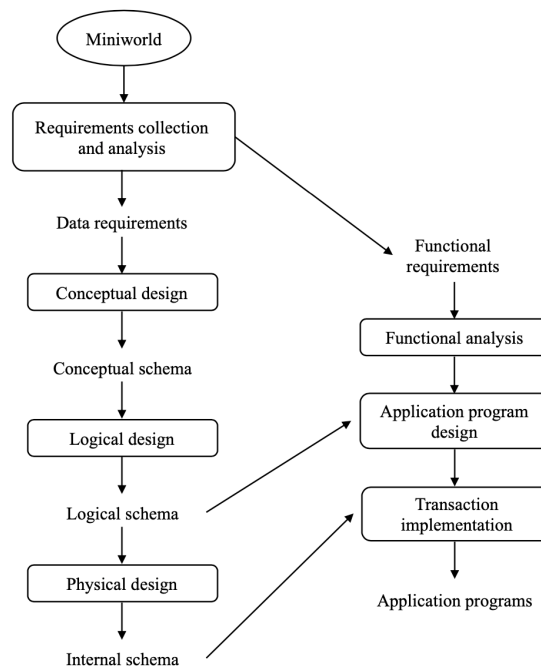 Miniworld
Requirements collection
and analysis
Data requirements
Conceptual design
Conceptual schema
Logical design
Logical schema
Physical design
Internal schema
Functional
requirements
Functional analysis
Application program
design
Transaction
implementation
Application programs